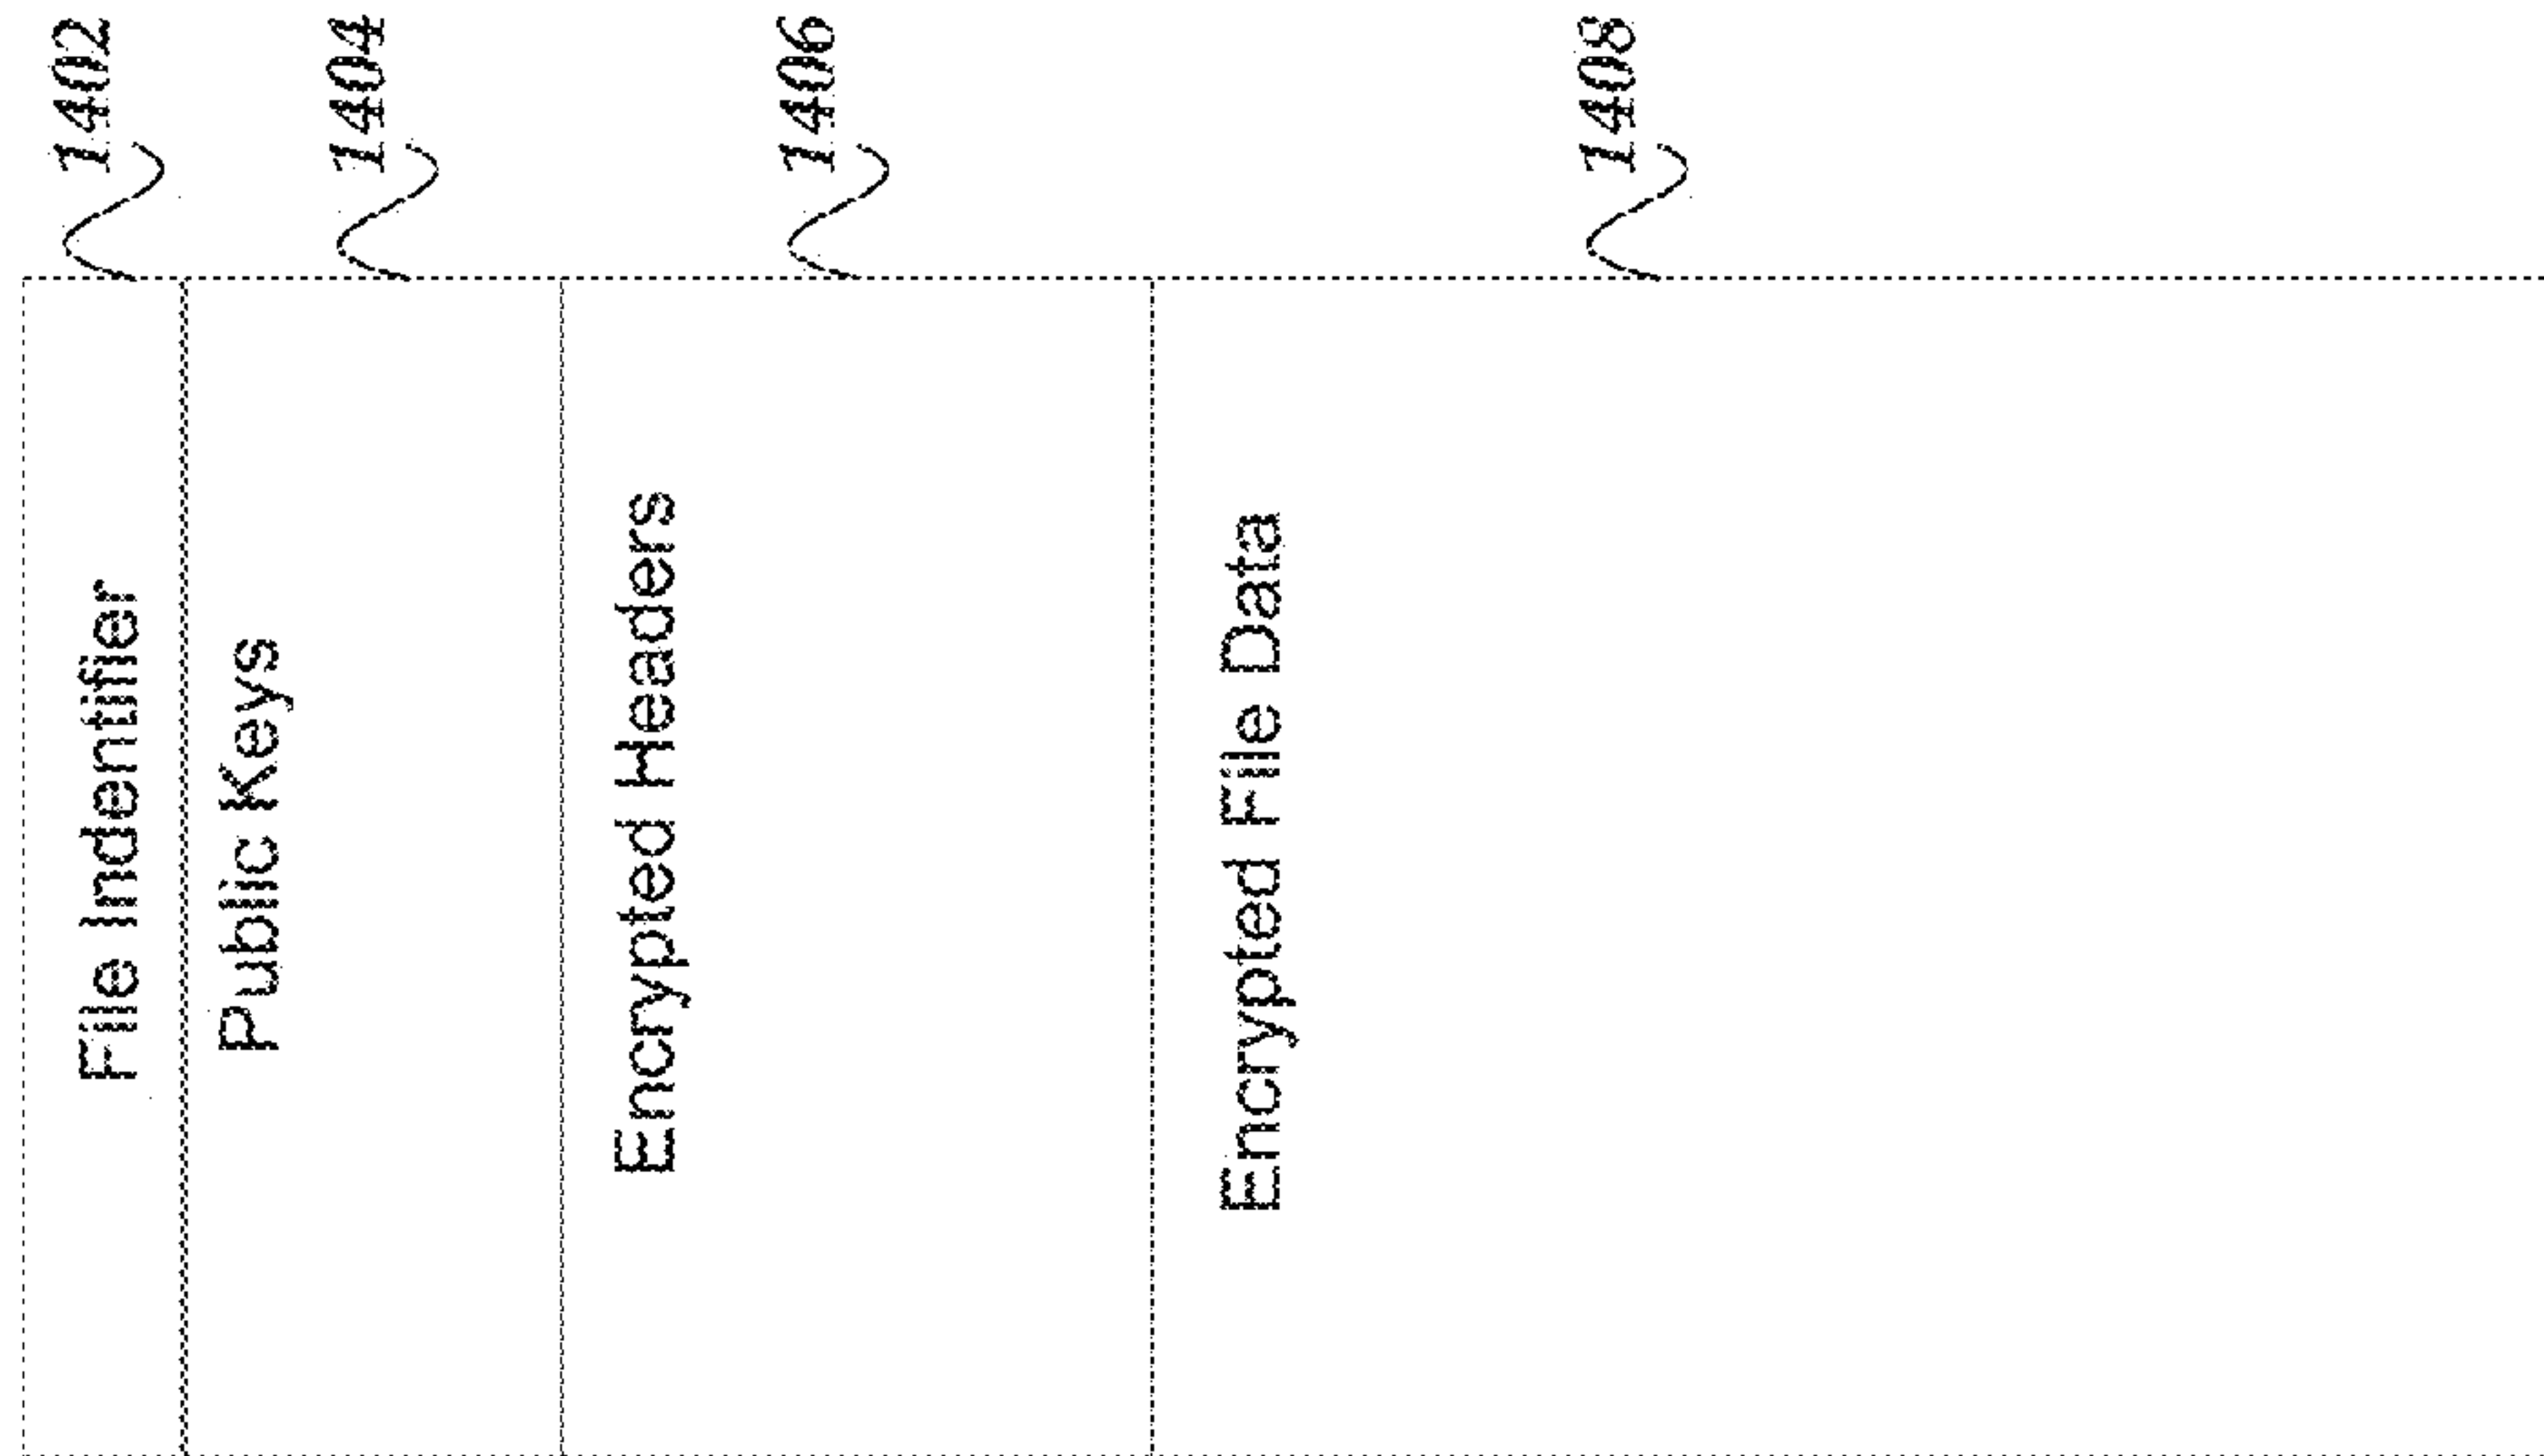 File Indentifier 1402
Public Keys 1404
Encrypted Headers 1406
Encrypted File Data 1408